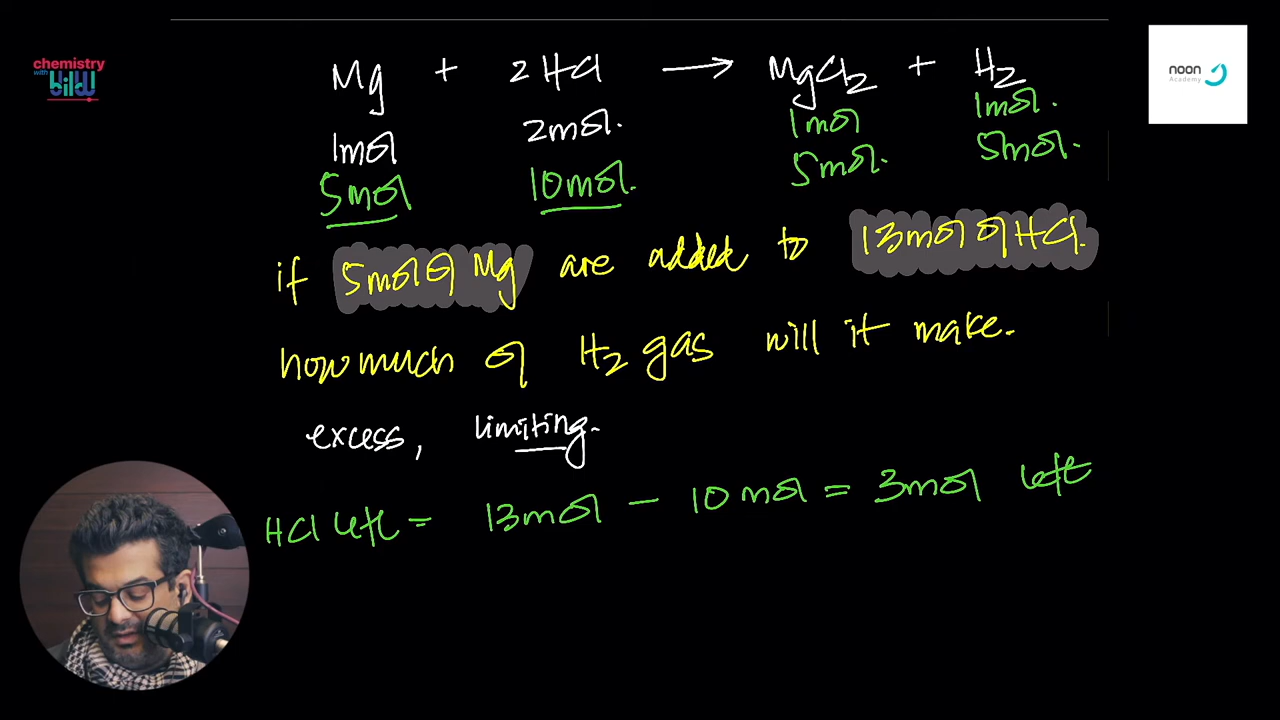 chemistry
with
bilal
noon
Academy
Mg + 2HCl → MgCl2 + H2
1mol 2mol. 1mol 1mol.
5mol 10mol. 5mol. 5mol.
if 5mol of Mg are added to 13mol of HCl.
how much of H2 gas will it make.
excess, limiting.
HCl left = 13mol - 10mol = 3mol left